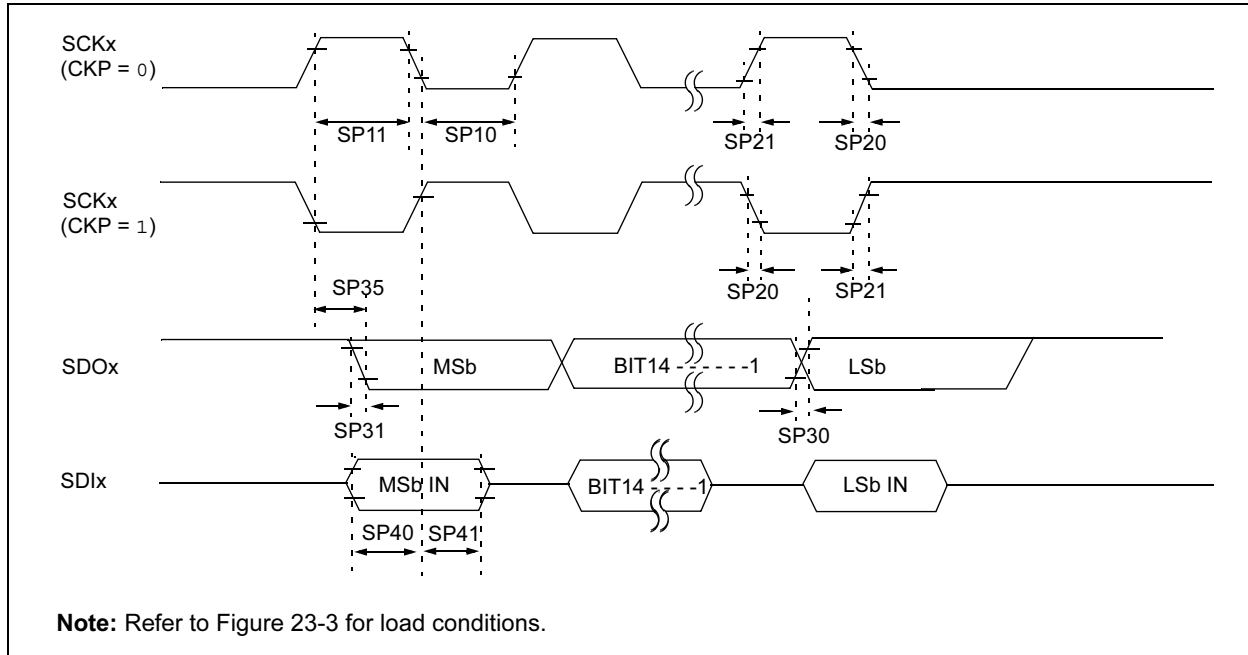 SCKx
(CKP = 0)
SP11
SP10
SP21
SP20
SCKx
(CKP = 1)
SP35
SP20
SP21
SDOx
MSb
BIT14 - - - - - -1
LSb
SP31
SP30
SDIx
MSb IN
BIT14 - - - -1
LSb IN
SP40
SP41
Note: Refer to Figure 23-3 for load conditions.